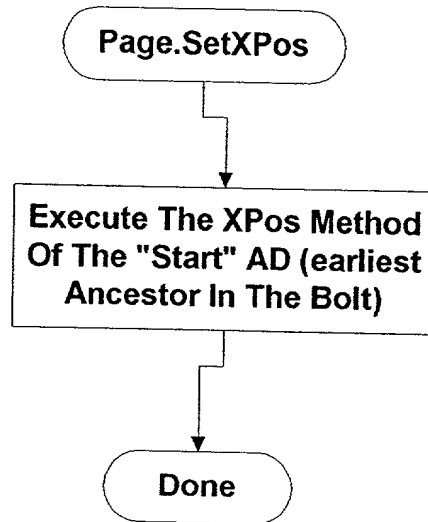 Page.SetXPos
Execute The XPos Method
Of The "Start" AD (earliest
Ancestor In The Bolt)
Done